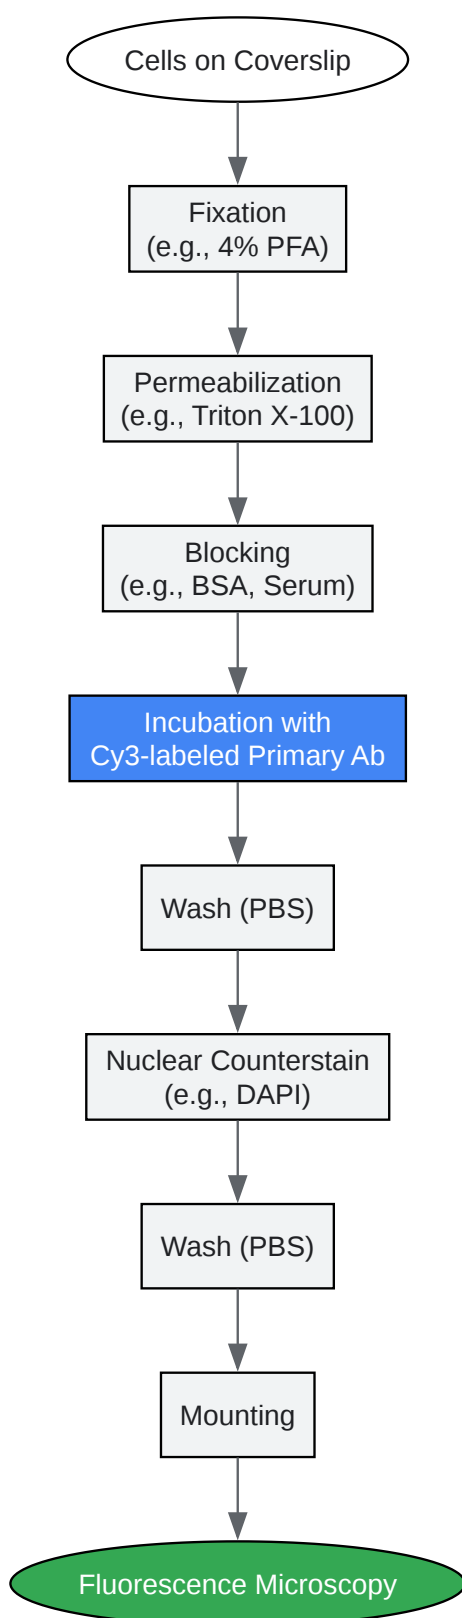 Cells on Coverslip
Fixation
(e.g., 4% PFA)
Permeabilization
(e.g., Triton X-100)
Blocking
(e.g., BSA, Serum)
Incubation with
Cy3-labeled Primary Ab
Wash (PBS)
Nuclear Counterstain
(e.g., DAPI)
Wash (PBS)
Mounting
Fluorescence Microscopy